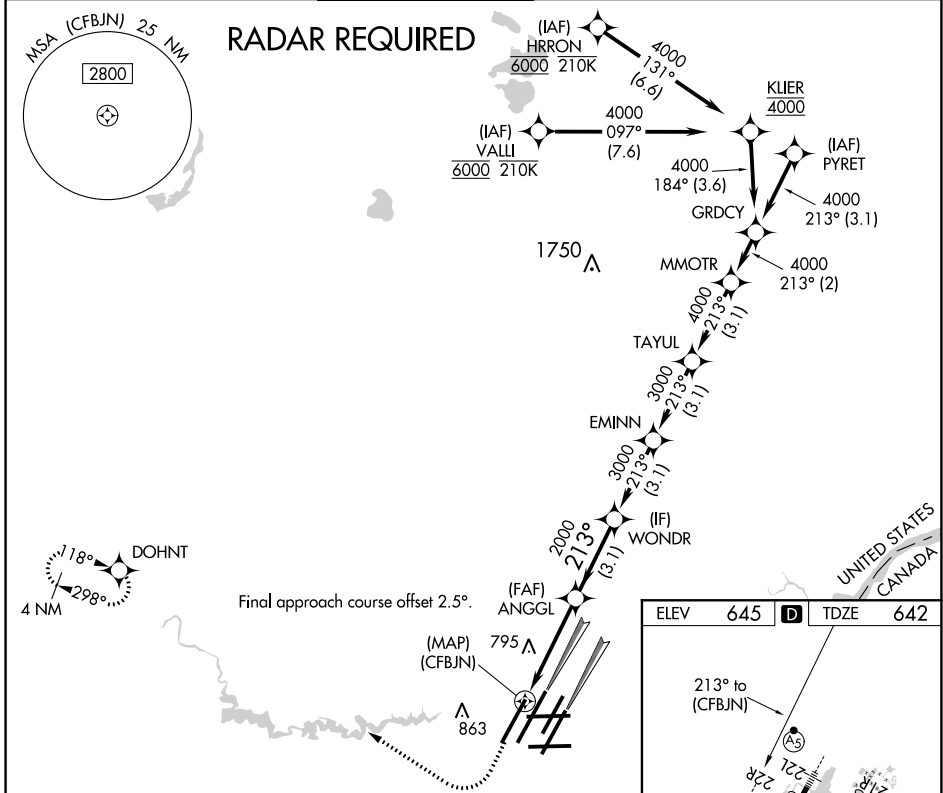 MSA (CFBJN) 25 NM
2800
RADAR REQUIRED
(IAF)
HRRON
6000 210K
4000
131°
(6.6)
KLIER
4000
(IAF)
VALLI
6000 210K
4000
097°
(7.6)
(IAF)
PYRET
4000
184° (3.6)
4000
213° (3.1)
GRDCY
1750
MMOTR
4000
213° (2)
4000
213°
(3.1)
TAYUL
3000
213°
(3.1)
EMINN
3000
213°
(3.1)
(IF)
WONDR
2000
213°
(3.1)
UNITED STATES
CANADA
118°
DOHNT
298°
4 NM
Final approach course offset 2.5°.
(FAF)
ANGGL
(MAP)
(CFBJN)
795
863
ELEV 645 D TDZE 642
213° to
(CFBJN)
A5
22R
22L